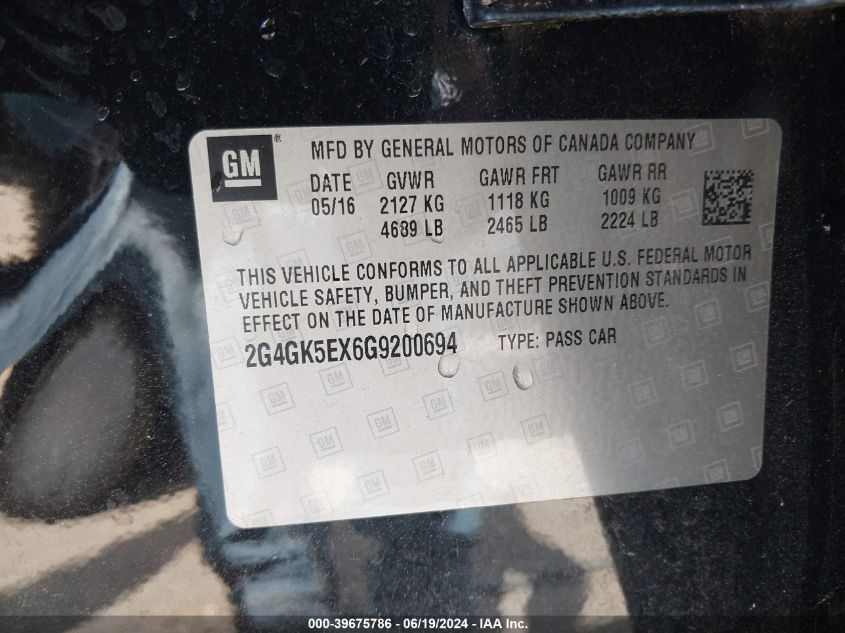 GM ® MFD BY GENERAL MOTORS OF CANADA COMPANY
DATE GVWR GAWR FRT GAWR RR
05/16 2127 KG 1118 KG 1009 KG
4689 LB 2465 LB 2224 LB
THIS VEHICLE CONFORMS TO ALL APPLICABLE U.S. FEDERAL MOTOR
VEHICLE SAFETY, BUMPER, AND THEFT PREVENTION STANDARDS IN
EFFECT ON THE DATE OF MANUFACTURE SHOWN ABOVE.
2G4GK5EX6G9200694 TYPE: PASS CAR
000-39675786 - 06/19/2024 - IAA Inc.